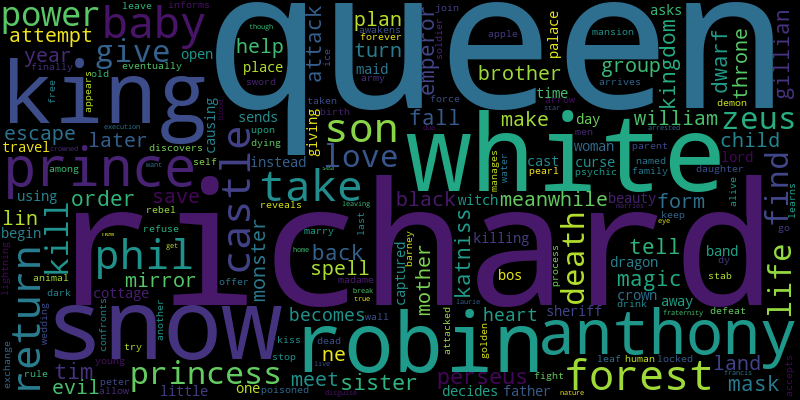 power
baby
queen
king
richard
white
snow
robin
anthony
forest
prince
princess
castle
take
son
love
phil
return
kill
death
zeus
life
find
give
help
place
attempt
year
escape
later
travel
using
lin
begin
order
save
mirror
cottage
tim
evil
little
one
meet
sister
becomes
ne
spell
back
monster
causing
open
sends
instead
discovers
self
upon
dying
giving
attack
plan
turn
maid
emperor
brother
time
make
fall
william
group
asks
palace
kingdom
dwarf
throne
gillian
child
day
woman
men
curse
cast
psychic
pearl
meanwhile
black
witch
killing
katniss
mother
captured
barney
bos
heart
perseus
decides
father
sheriff
tell
magic
dragon
crown
drink
away
form
beauty
keep
band
land
mask
lord
daughter
family
named
parent
arrested
demon
star
arrow
birth
army
sword
taken
forever
awakens
ice
soldier
join
apple
mansion
arrives
though
informs
leave
finally
eventually
old
free
appears
execution
crowned
among
want
rebel
refuse
get
offer
reveals
marry
leaving
last
home
madame
break
true
wall
dead
live
kiss
stop
poisoned
disguise
another
confronts
wedding
dark
animal
lightning
exchange
rule
try
young
peter
allow
attacked
golden
laurie
fight
nature
leaf
human
locked
francis
fraternity
defeat
stab
dy
alive
learns
go
accepts
eye
marries
process
manages
water
force